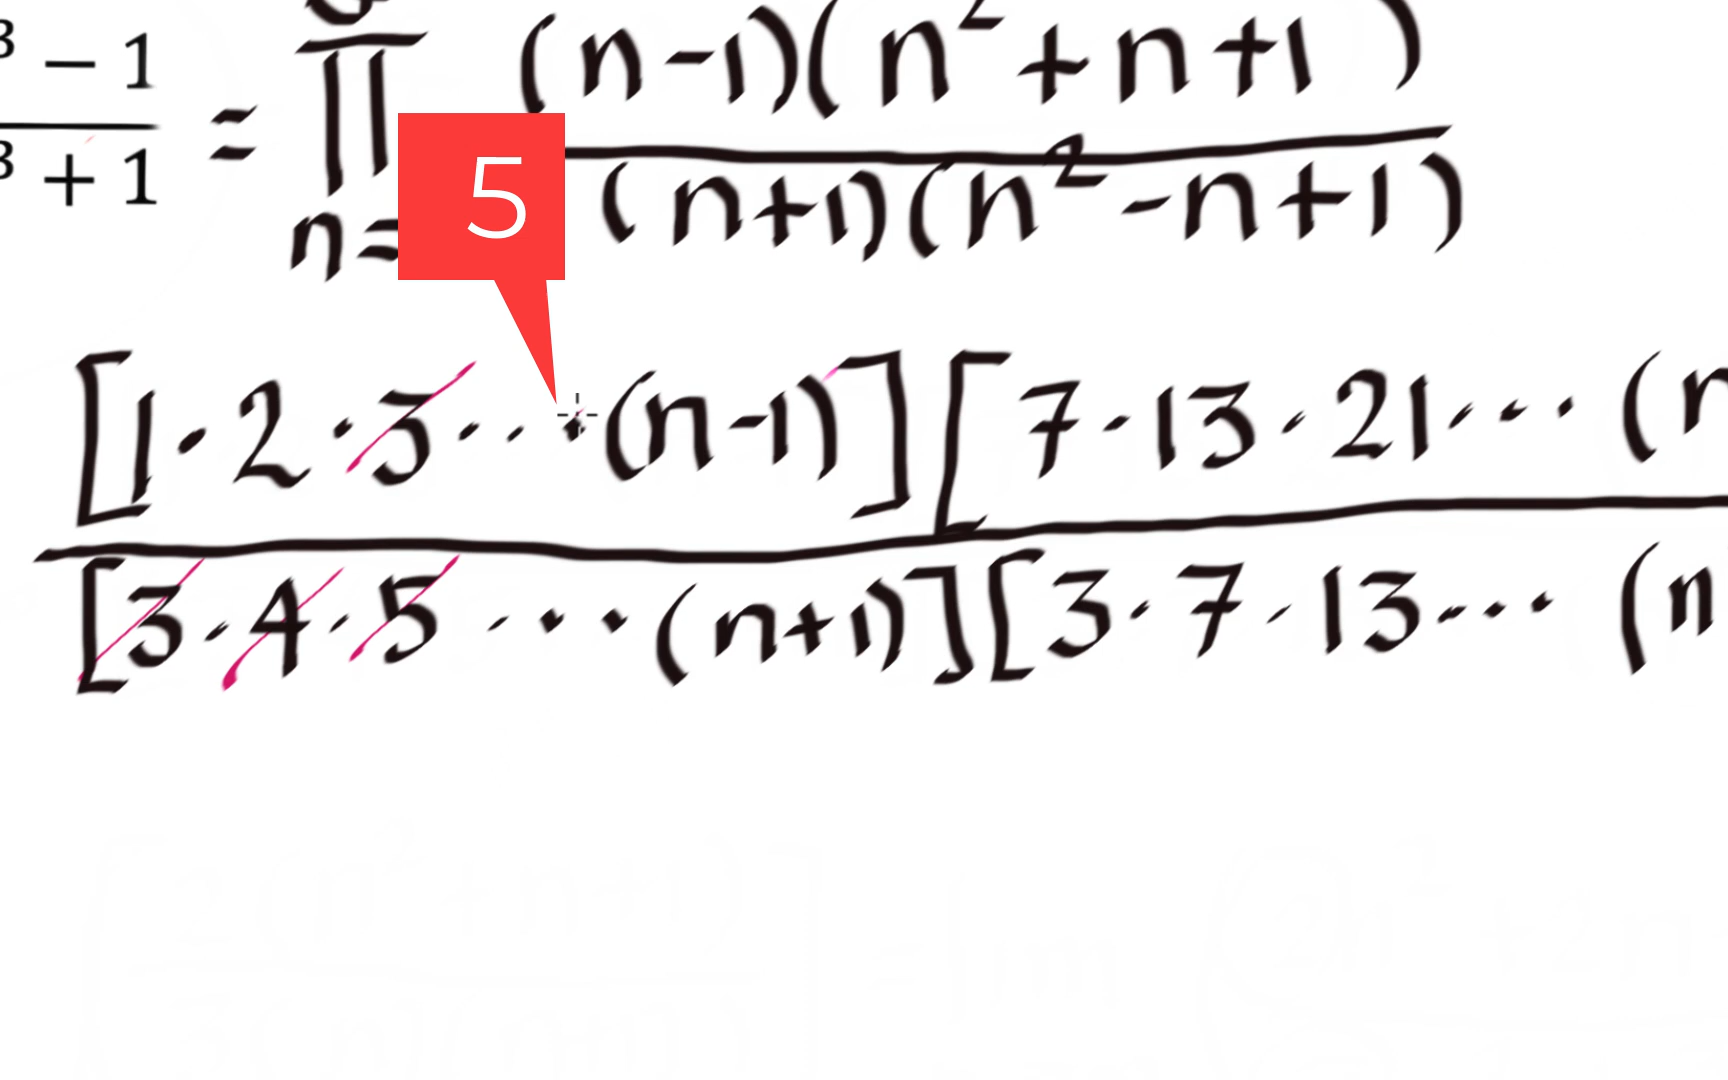 ³ − 1
³ + 1
= ∏ n=
(n-1)(n²+n+1)
(n+1)(n²-n+1)
5
[1·2·3···(n-1)][7·13·21···(n
[3·4·5···(n+1)][3·7·13···(n